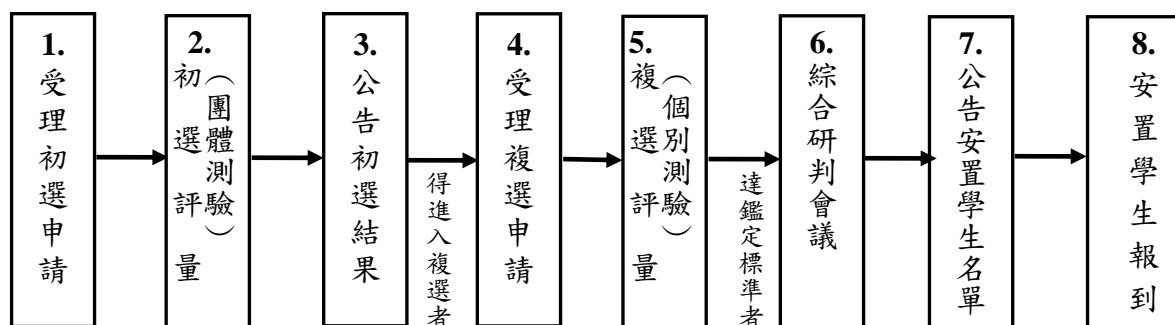 1.
受理初選申請
2.
初選評量
（團體測驗）
3.
公告初選結果
得進入複選者
4.
受理複選申請
5.
複選評量
（個別測驗）
達鑑定標準者
6.
綜合研判會議
7.
公告安置學生名單
8.
安置學生報到